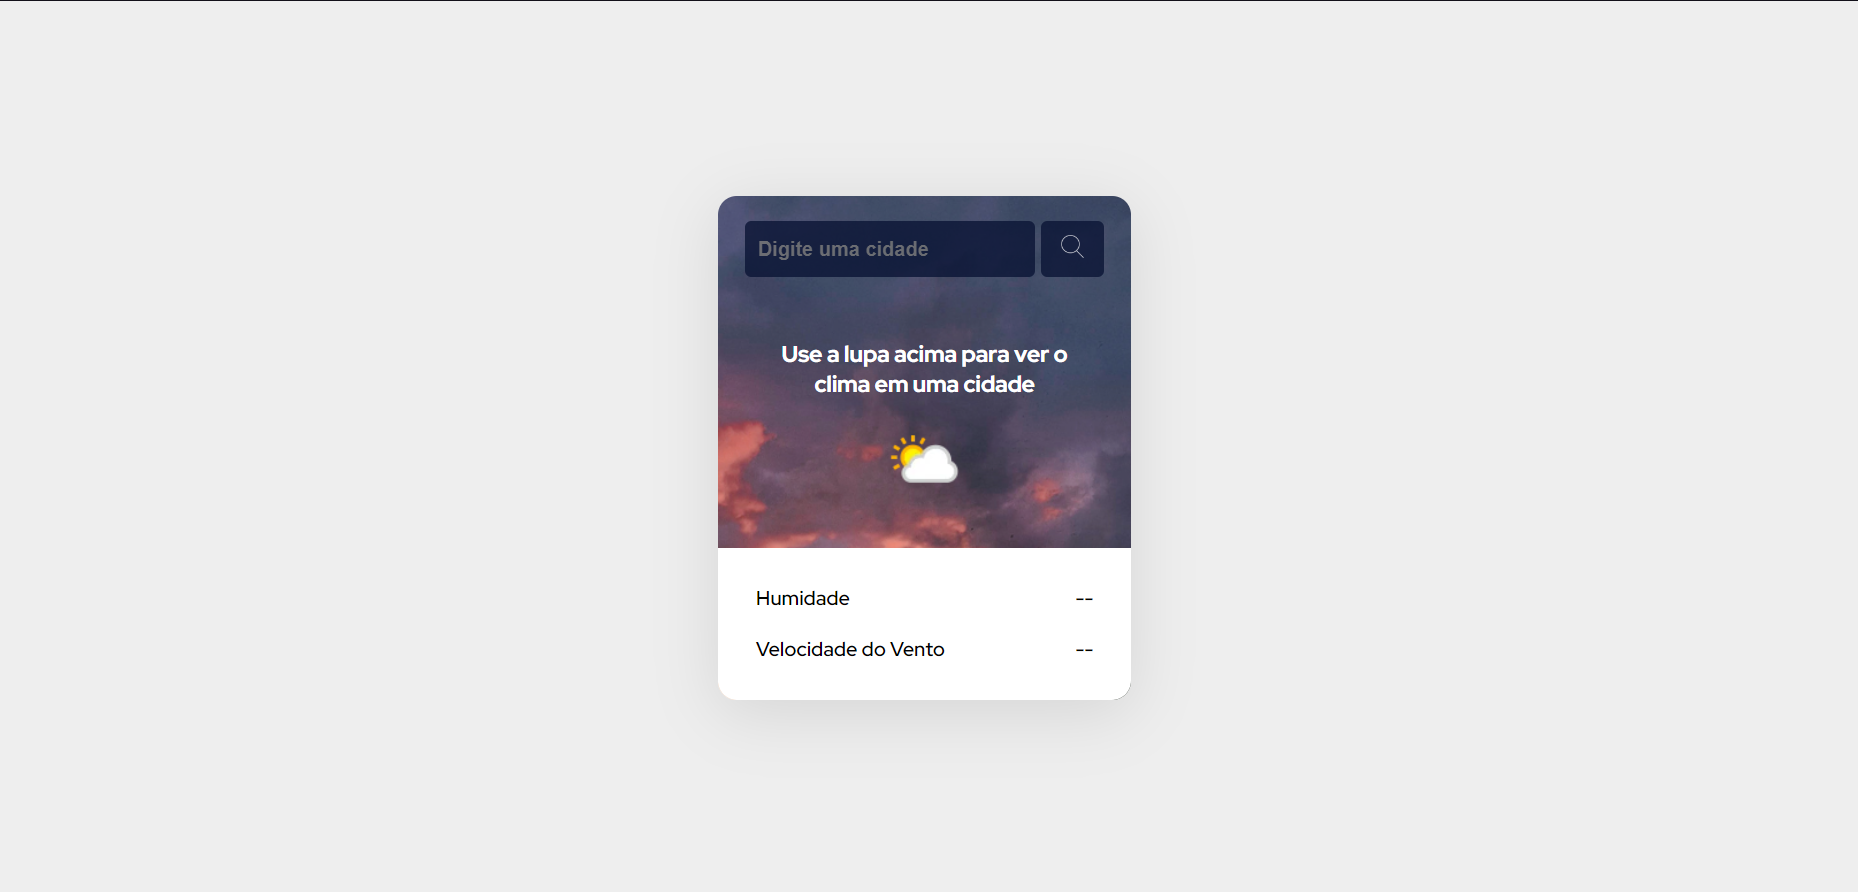 Digite uma cidade
Use a lupa acima para ver o
clima em uma cidade
Humidade --
Velocidade do Vento --